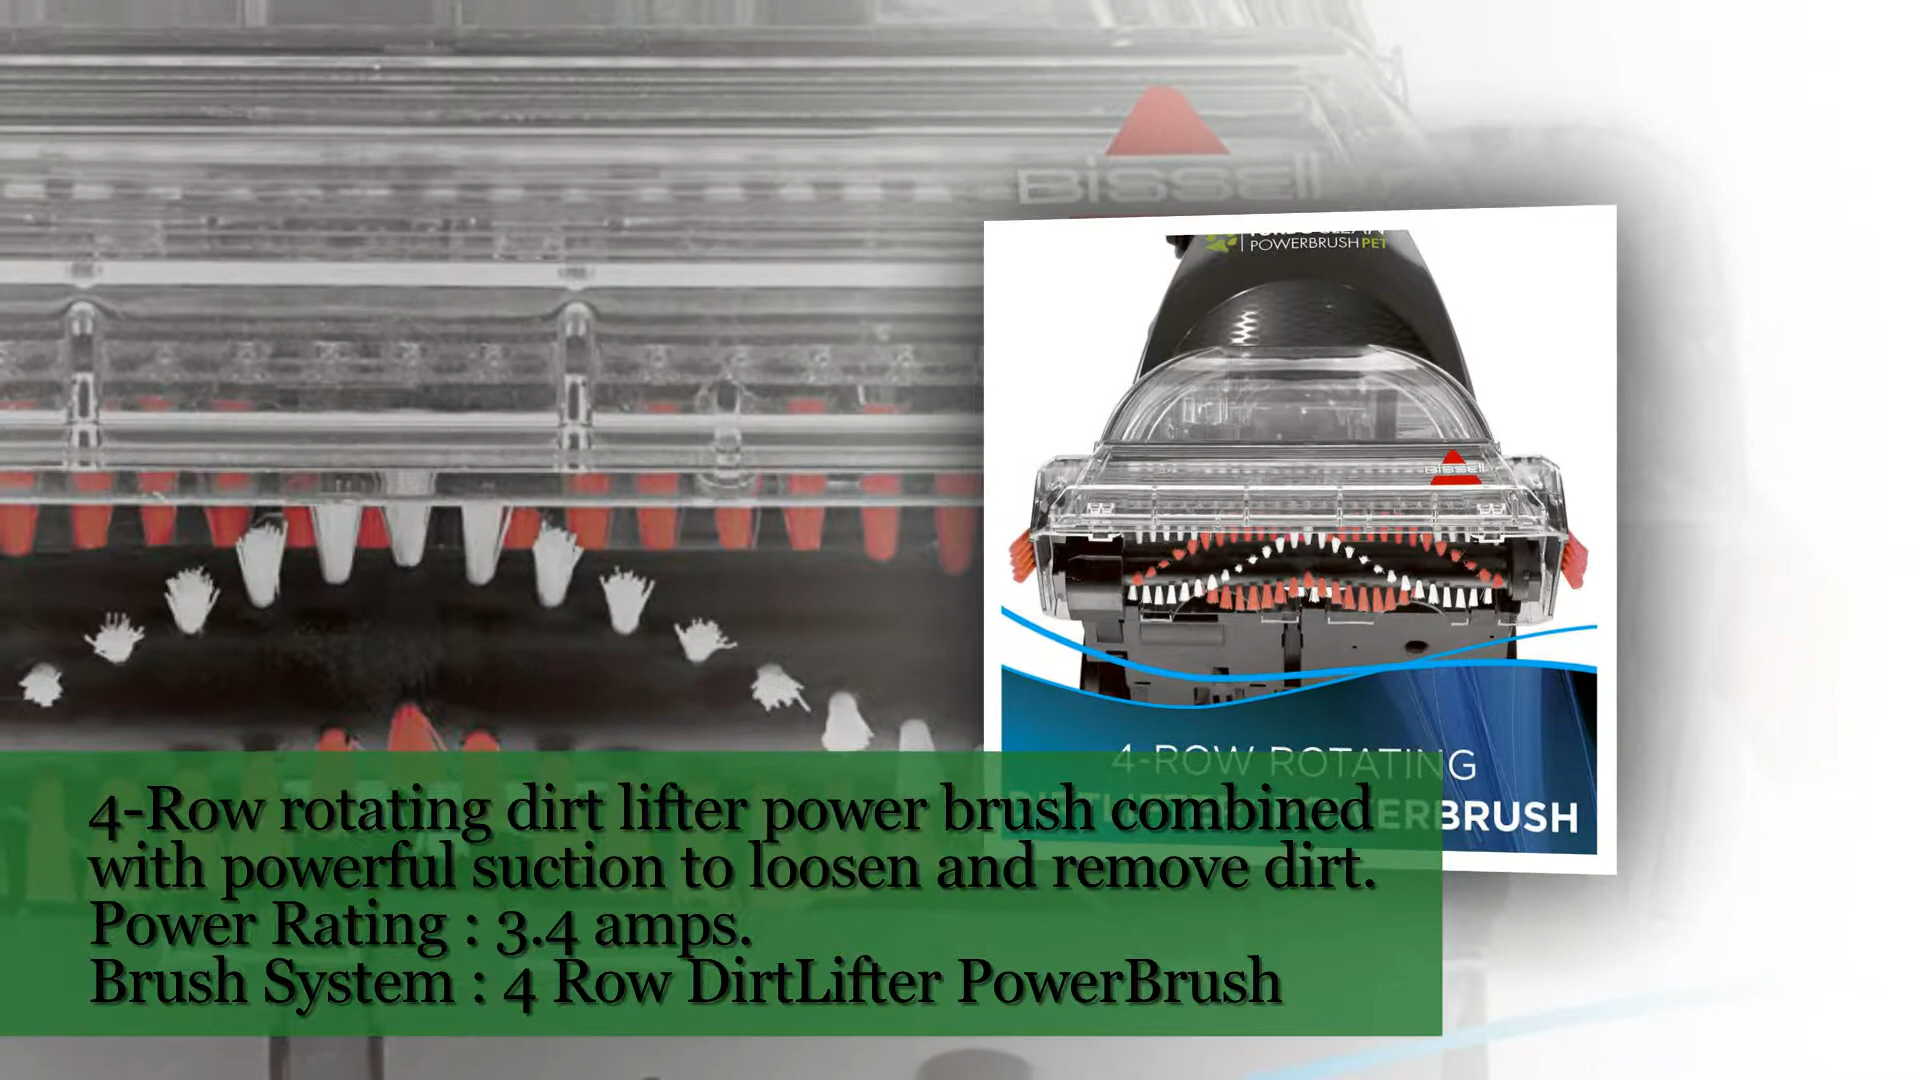 BISSELL
POWERBRUSH PET
BISSELL
4-ROW ROTATING
BRUSH
4-Row rotating dirt lifter power brush combined
with powerful suction to loosen and remove dirt.
Power Rating : 3.4 amps.
Brush System : 4 Row DirtLifter PowerBrush